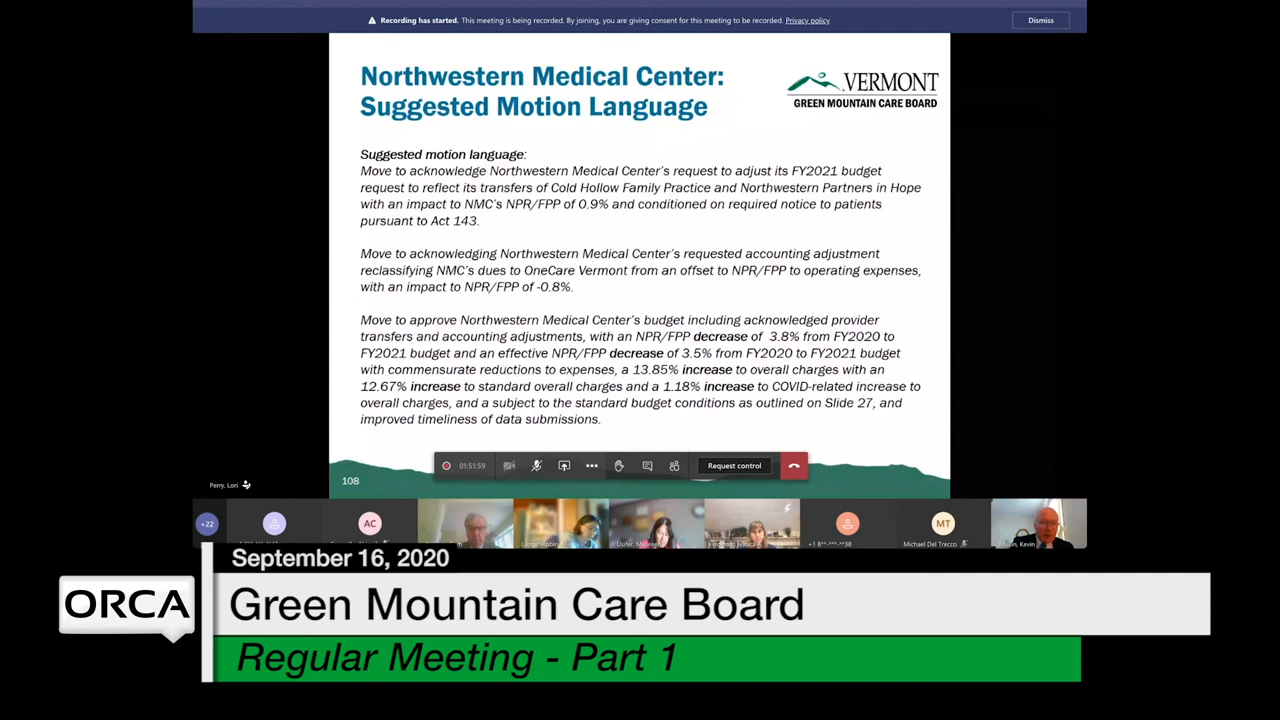 Recording has started. This meeting is being recorded. By joining, you are giving consent for this meeting to be recorded. Privacy policy
Dismiss
Northwestern Medical Center:
Suggested Motion Language
VERMONT
GREEN MOUNTAIN CARE BOARD
Suggested motion language:
Move to acknowledge Northwestern Medical Center's request to adjust its FY2021 budget
request to reflect its transfers of Cold Hollow Family Practice and Northwestern Partners in Hope
with an impact to NMC's NPR/FPP of 0.9% and conditioned on required notice to patients
pursuant to Act 143.
Move to acknowledging Northwestern Medical Center's requested accounting adjustment
reclassifying NMC's dues to OneCare Vermont from an offset to NPR/FPP to operating expenses,
with an impact to NPR/FPP of -0.8%.
Move to approve Northwestern Medical Center's budget including acknowledged provider
transfers and accounting adjustments, with an NPR/FPP decrease of 3.8% from FY2020 to
FY2021 budget and an effective NPR/FPP decrease of 3.5% from FY2020 to FY2021 budget
with commensurate reductions to expenses, a 13.85% increase to overall charges with an
12.67% increase to standard overall charges and a 1.18% increase to COVID-related increase to
overall charges, and a subject to the standard budget conditions as outlined on Slide 27, and
improved timeliness of data submissions.
01:51:59
Request control
108
Perry, Lori
+22
AC
MT
Michael Del Trecco
Kevin
September 16, 2020
ORCA
Green Mountain Care Board
Regular Meeting - Part 1